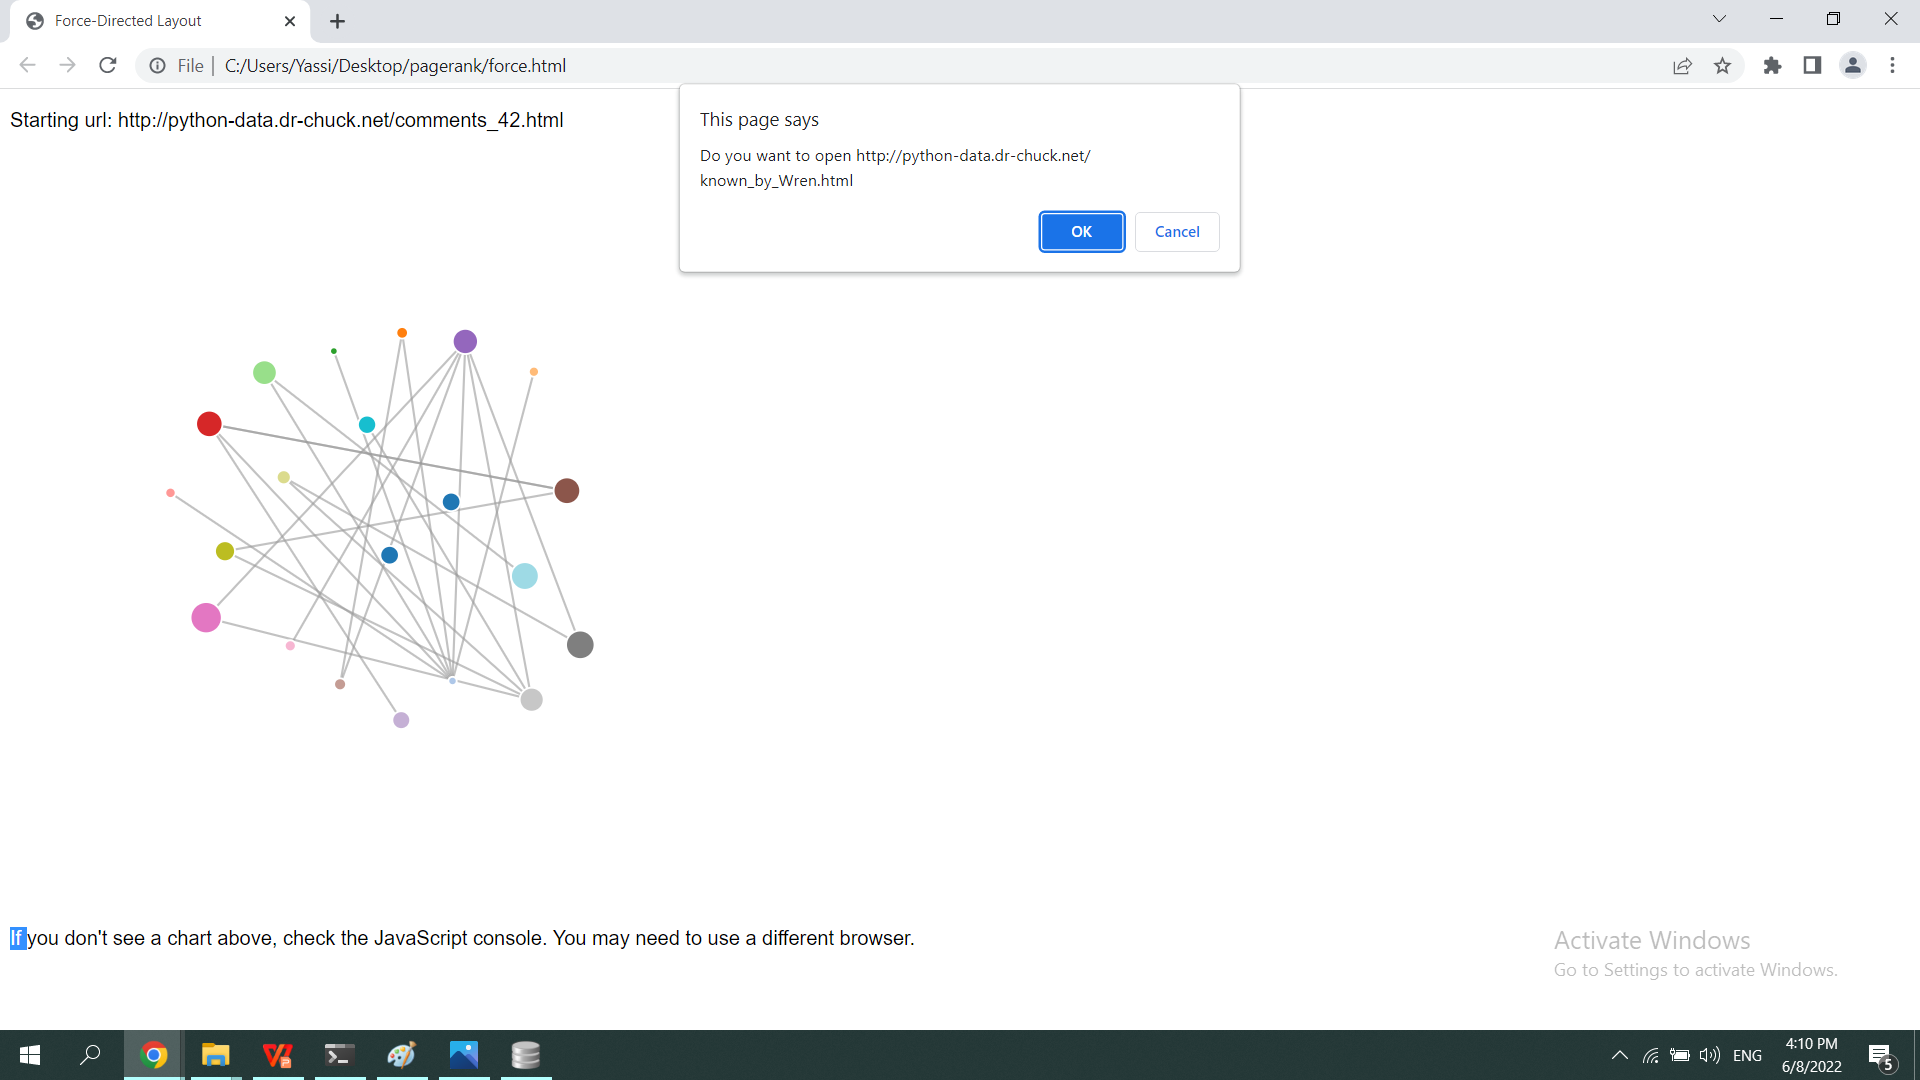 Force-Directed Layout
File | C:/Users/Yassi/Desktop/pagerank/force.html
Starting url: http://python-data.dr-chuck.net/comments_42.html
This page says
Do you want to open http://python-data.dr-chuck.net/
known_by_Wren.html
OK
Cancel
If you don't see a chart above, check the JavaScript console. You may need to use a different browser.
Activate Windows
Go to Settings to activate Windows.
ENG
4:10 PM
6/8/2022
5